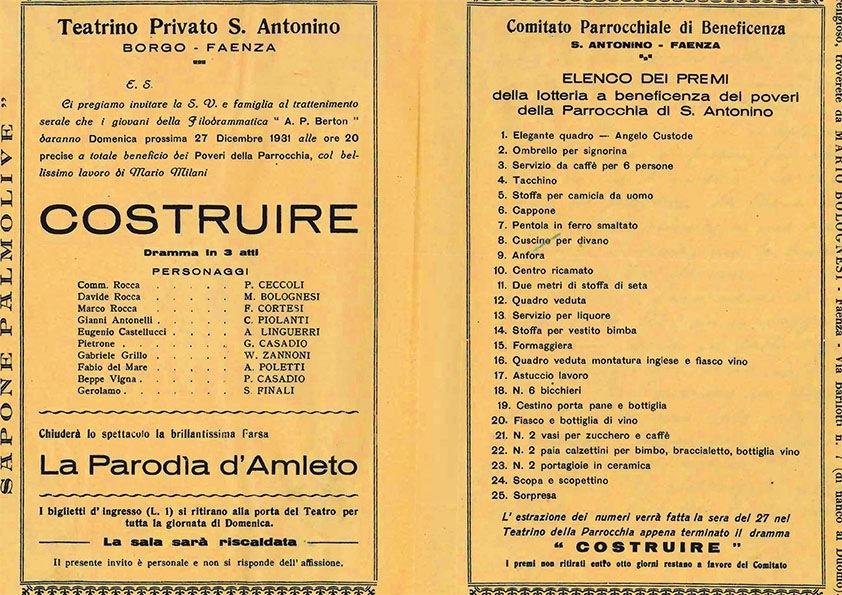 SAPONE PALMOLIVE "
Teatrino Privato S. Antonino
BORGO - FAENZA
E. S.
Ci pregiamo invitare la S. V. e famiglia al trattenimento
serale che i giovani della Filobrammatica " A. P. Berton "
baranno Domenica prossima 27 Dicembre 1931 alle ore 20
precise a totale beneficio bei Poveri della Parrocchia, col bel-
lissimo lavoro di Mario Milani
COSTRUIRE
Dramma in 3 atti
PERSONAGGI
Comm. Rocca . . . . . P. CECCOLI
Davide Rocca . . . . . M. BOLOGNESI
Marco Rocca . . . . . F. CORTESI
Gianni Antonelli . . . . . C. PIOLANTI
Eugenio Castellucci . . . . A. LINGUERRI
Pietrone . . . . . . G. CASADIO
Gabriele Grillo . . . . . W. ZANNONI
Fabio del Mare . . . . . A. POLETTI
Beppe Vigna . . . . . . P. CASADIO
Gerolamo . . . . . . S. FINALI
Chiuderà lo spettacolo la brillantissima Farsa
La Parodìa d'Amleto
I biglietti d' ingresso (L. 1) si ritirano alla porta del Teatro per
tutta la giornata di Domenica.
La sala sarà riscaldata
Il presente invito è personale e non si risponde dell' affissione.
Comitato Parrocchiale di Beneficenza
S. ANTONINO - FAENZA
ELENCO DEI PREMI
della lotteria a beneficenza dei poveri
della Parrocchia di S. Antonino
1. Elegante quadro — Angelo Custode
2. Ombrello per signorina
3. Servizio da caffè per 6 persone
4. Tacchino
5. Stoffa per camicia da uomo
6. Cappone
7. Pentola in ferro smaltato
8. Cuscino per divano
9. Anfora
10. Centro ricamato
11. Due metri di stoffa di seta
12. Quadro veduta
13. Servizio per liquore
14. Stoffa per vestito bimba
15. Formaggiera
16. Quadro veduta montatura inglese e fiasco vino
17. Astuccio lavoro
18. N. 6 bicchieri
19. Cestino porta pane e bottiglia
20. Fiasco e bottiglia di vino
21. N. 2 vasi per zucchero e caffè
22. N. 2 paia calzettini per bimbo, braccialetto, bottiglia vino
23. N. 2 portagioie in ceramica
24. Scopa e scopettino
25. Sorpresa
L' estrazione dei numeri verrà fatta la sera del 27 nel
Teatrino della Parrocchia appena terminato il dramma
" COSTRUIRE "
I premi non ritirati entro otto giorni restano a favore del Comitato
troverete da MARIO BOLOGNESI - Faenza - Via Bartlotti n. 7 (di fianco a Duomo)